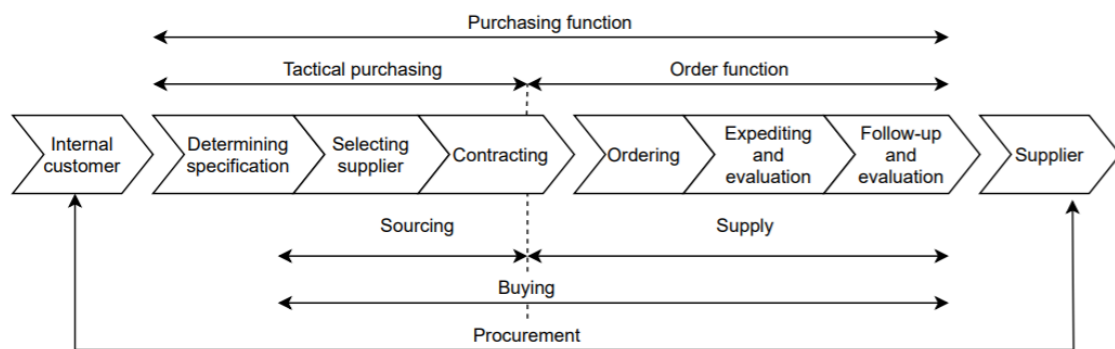 Purchasing function
Tactical purchasing
Order function
Internal
customer
Determining
specification
Selecting
supplier
Contracting
Ordering
Expediting
and
evaluation
Follow-up
and
evaluation
Supplier
Sourcing
Supply
Buying
Procurement